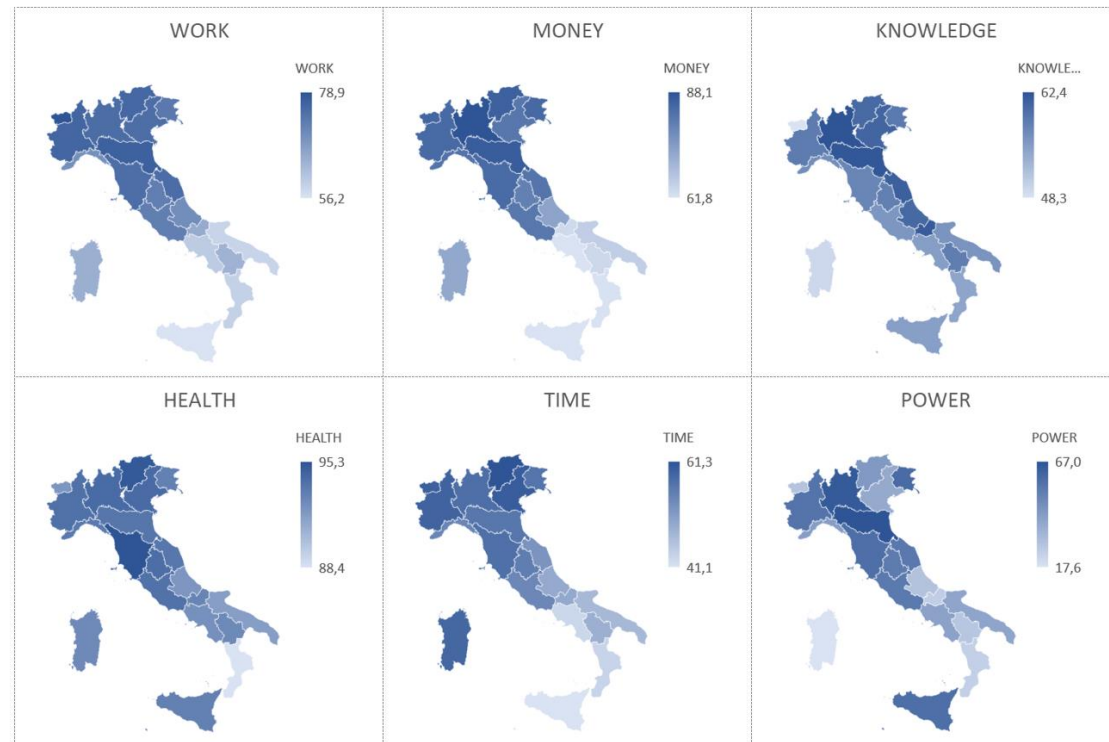 WORK
WORK
78,9
56,2
MONEY
MONEY
88,1
61,8
KNOWLEDGE
KNOWLE...
62,4
48,3
HEALTH
HEALTH
95,3
88,4
TIME
TIME
61,3
41,1
POWER
POWER
67,0
17,6